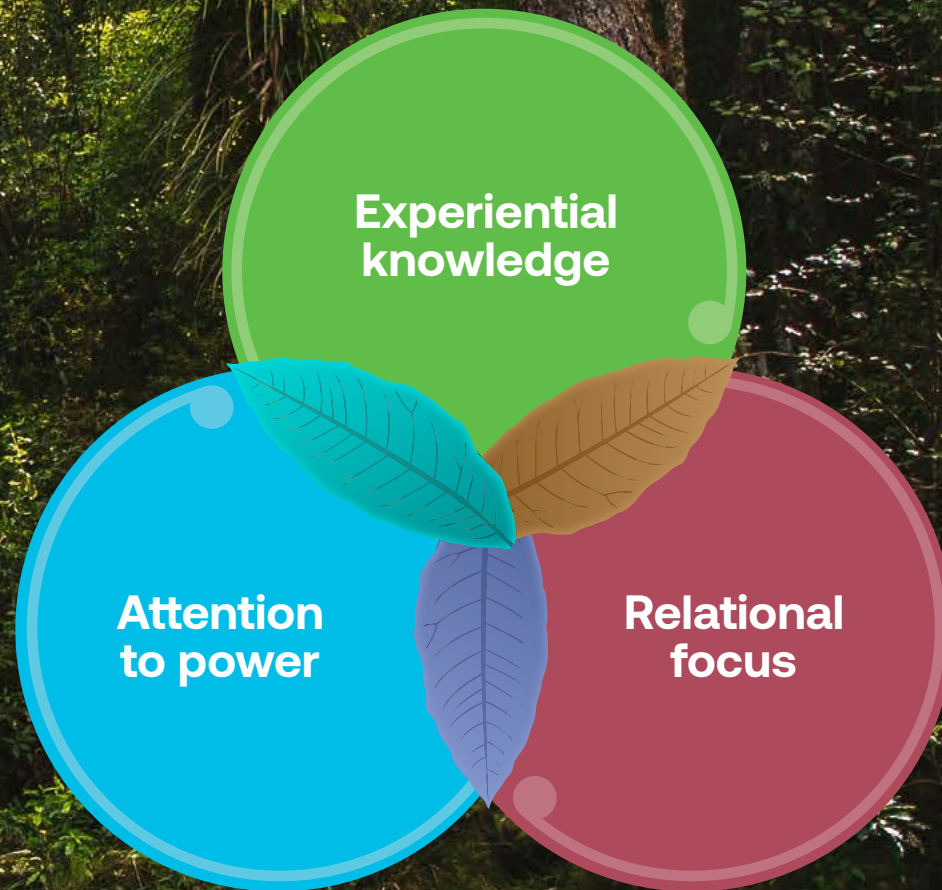 Experiential
knowledge
Attention
to power
Relational
focus